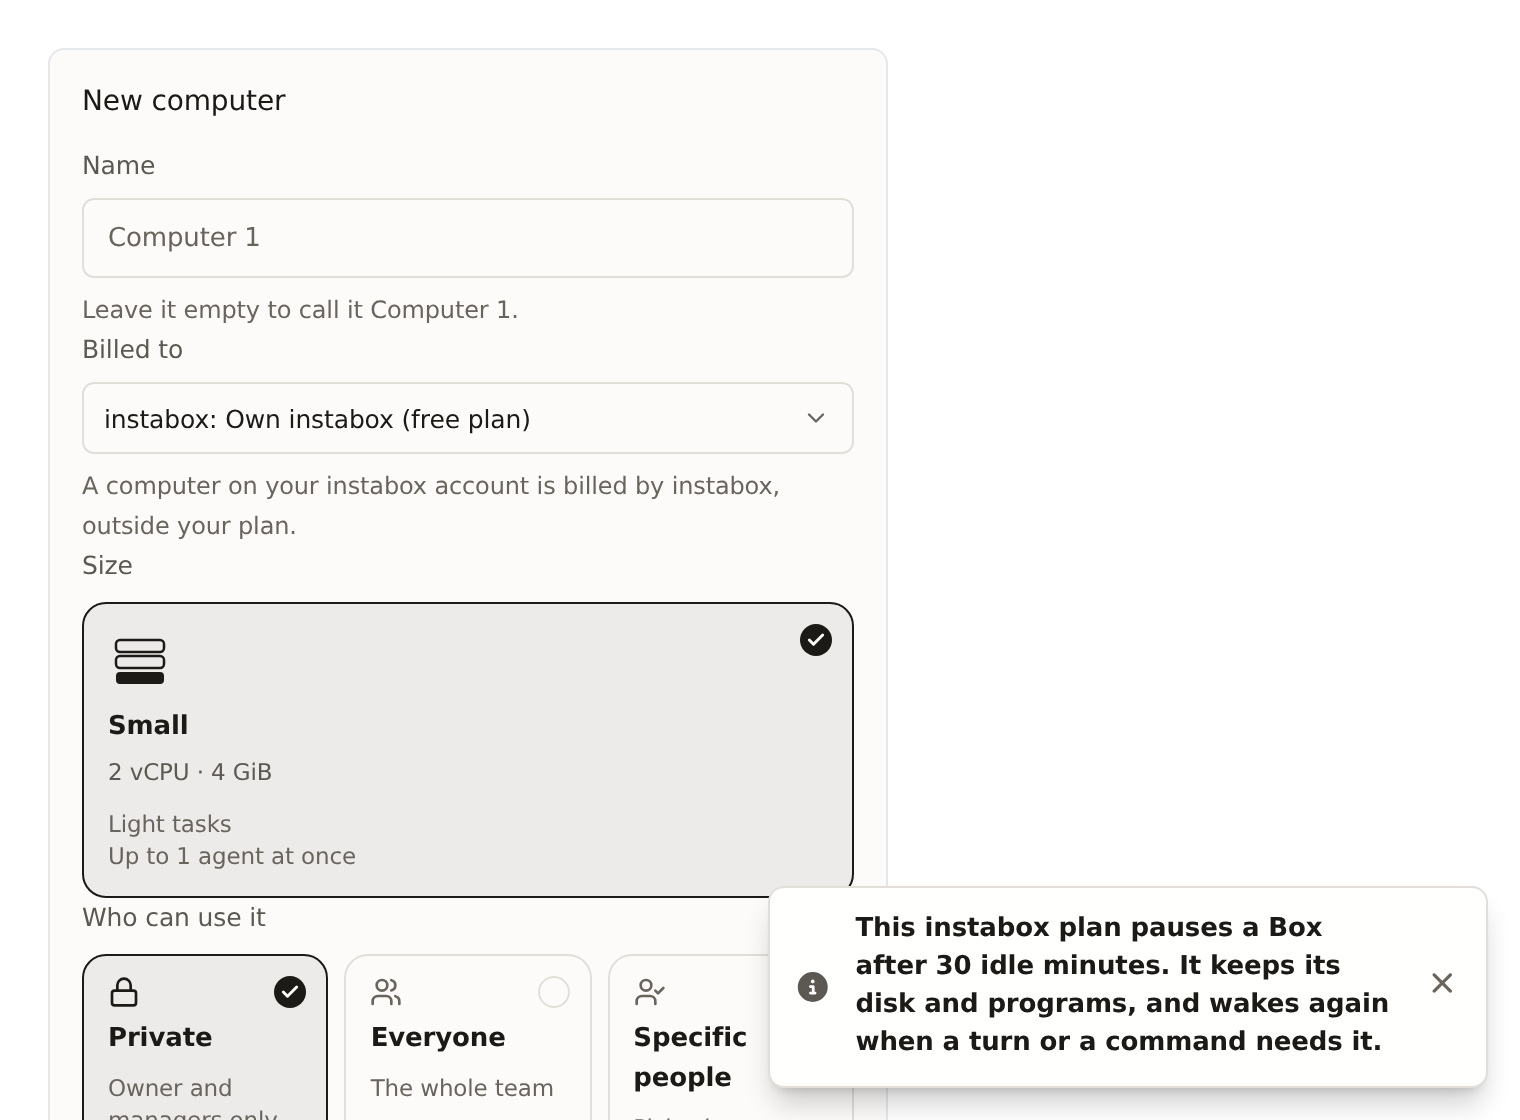 New computer
Name
Computer 1
Leave it empty to call it Computer 1.
Billed to
instabox: Own instabox (free plan)
A computer on your instabox account is billed by instabox,
outside your plan.
Size
Small
2 vCPU · 4 GiB
Light tasks
Up to 1 agent at once
Who can use it
Private
Owner and
managers only
Everyone
The whole team
Specific
people
This instabox plan pauses a Box
after 30 idle minutes. It keeps its
disk and programs, and wakes again
when a turn or a command needs it.